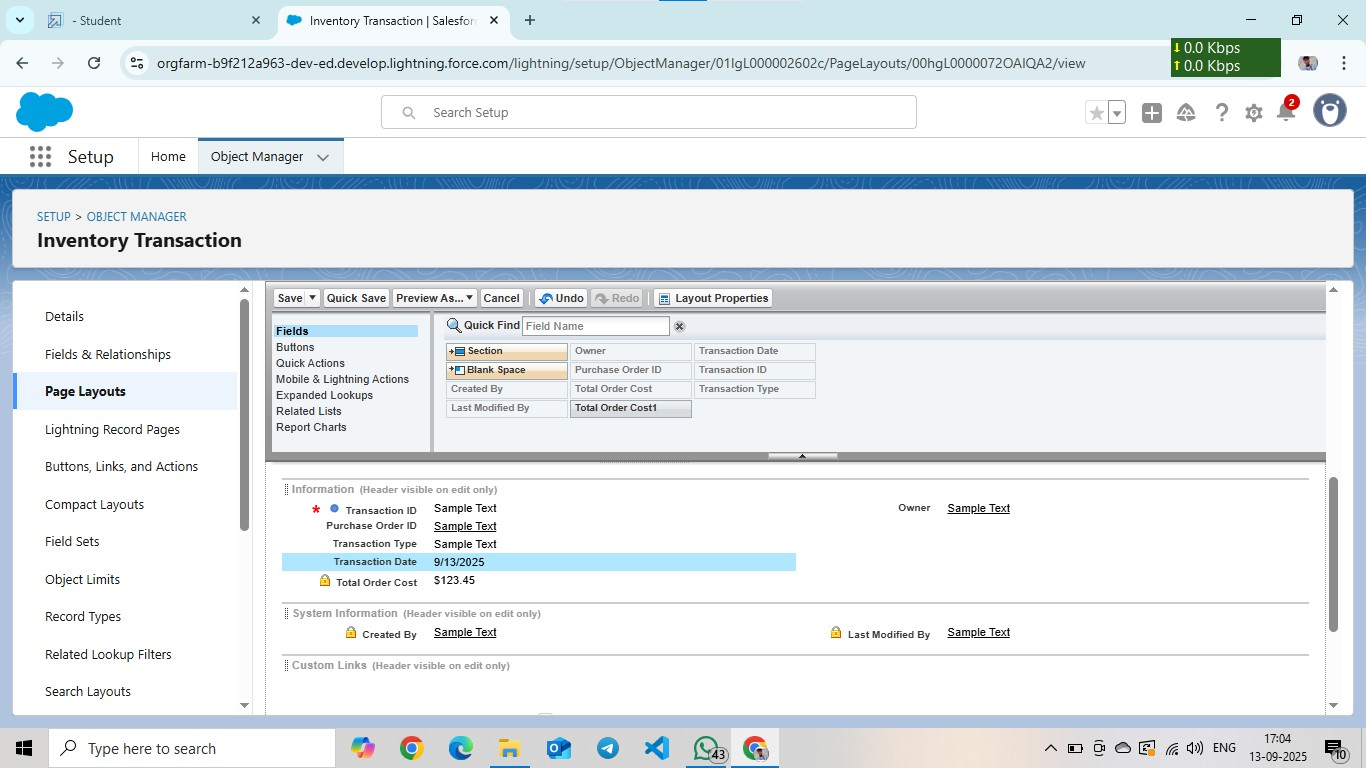 - Student
Inventory Transaction | Salesfor
orgfarm-b9f212a963-dev-ed.develop.lightning.force.com/lightning/setup/ObjectManager/01IgL000002602c/PageLayouts/00hgL0000072OAIQA2/view
0.0 Kbps
0.0 Kbps
Search Setup
2
Setup
Home
Object Manager
SETUP > OBJECT MANAGER
Inventory Transaction
Details
Fields & Relationships
Page Layouts
Lightning Record Pages
Buttons, Links, and Actions
Compact Layouts
Field Sets
Object Limits
Record Types
Related Lookup Filters
Search Layouts
Save Quick Save Preview As... Cancel Undo Redo Layout Properties
Fields
Buttons
Quick Actions
Mobile & Lightning Actions
Expanded Lookups
Related Lists
Report Charts
Quick Find Field Name
Section Owner Transaction Date
Blank Space Purchase Order ID Transaction ID
Created By Total Order Cost Transaction Type
Last Modified By Total Order Cost1
Information (Header visible on edit only)
* Transaction ID Sample Text Owner Sample Text
Purchase Order ID Sample Text
Transaction Type Sample Text
Transaction Date 9/13/2025
Total Order Cost $123.45
System Information (Header visible on edit only)
Created By Sample Text Last Modified By Sample Text
Custom Links (Header visible on edit only)
Type here to search
43
ENG
17:04
13-09-2025
10